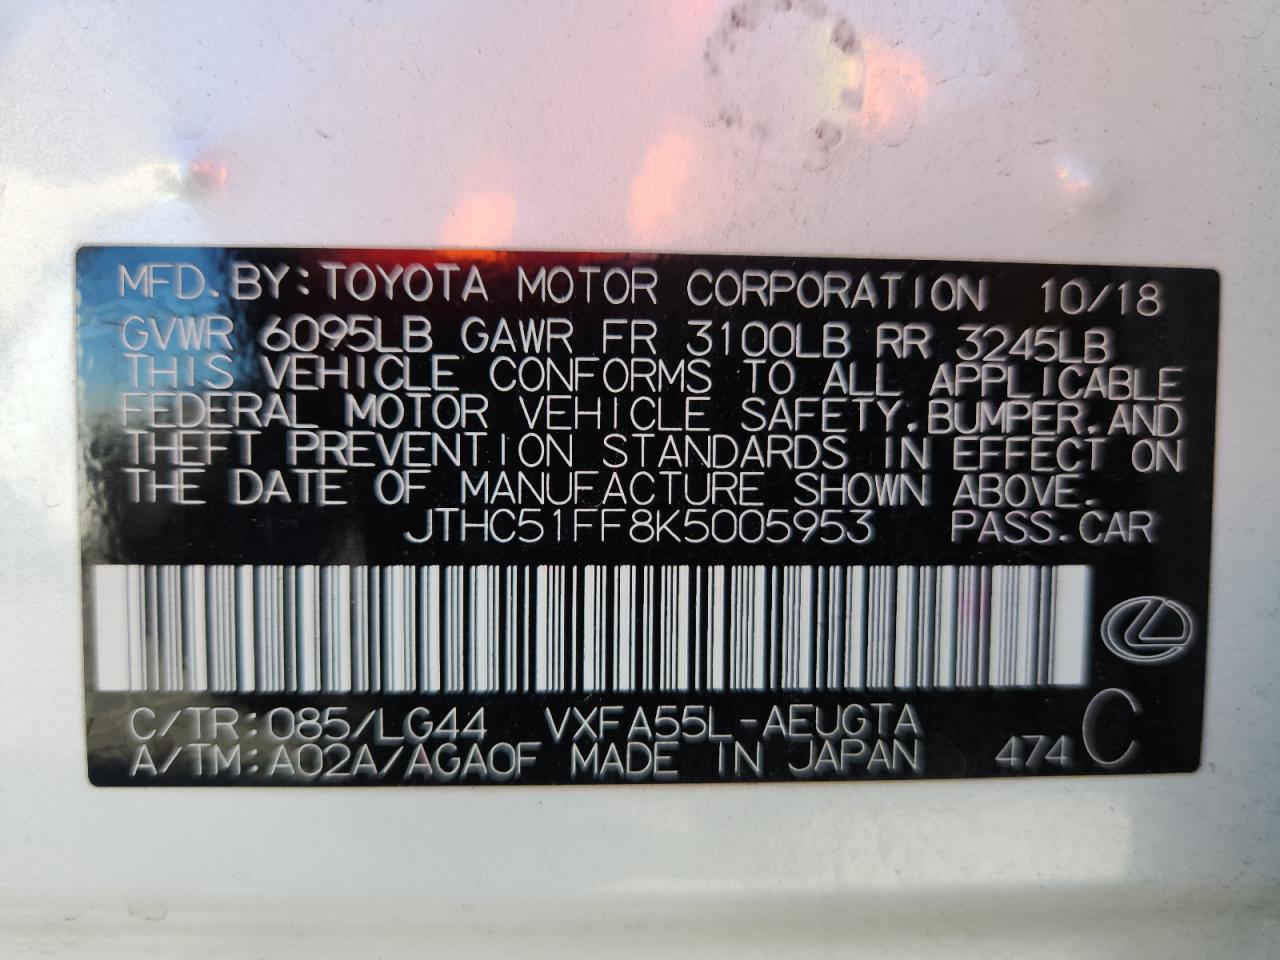 MFD. BY: TOYOTA MOTOR CORPORATION 10/18
GVWR 6095LB GAWR FR 3100LB RR 3245LB
THIS VEHICLE CONFORMS TO ALL APPLICABLE
FEDERAL MOTOR VEHICLE SAFETY, BUMPER, AND
THEFT PREVENTION STANDARDS IN EFFECT ON
THE DATE OF MANUFACTURE SHOWN ABOVE.
JTHC51FF8K5005953 PASS. CAR
C/TR: 085/LG44 VXFA55L-AEUGTA
A/TM: A02A/AGA0F MADE IN JAPAN 474 C